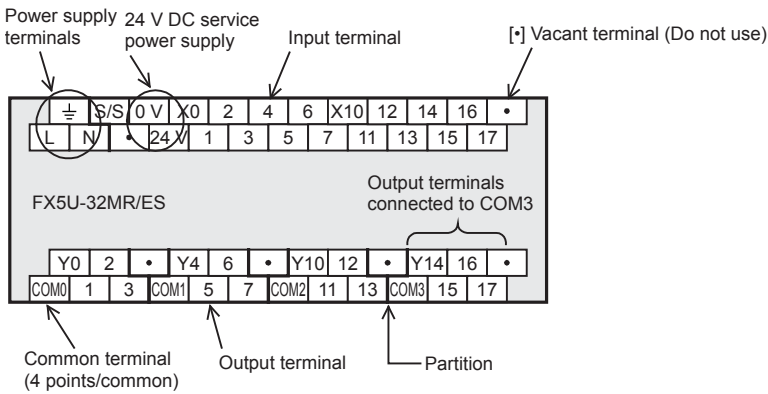 Power supply
terminals
24 V DC service
power supply
Input terminal
[•] Vacant terminal (Do not use)
⏚ S/S 0 V X0 2 4 6 X10 12 14 16 •
L N • 24 V 1 3 5 7 11 13 15 17
FX5U-32MR/ES
Output terminals
connected to COM3
Y0 2 • Y4 6 • Y10 12 • Y14 16 •
COM0 1 3 COM1 5 7 COM2 11 13 COM3 15 17
Common terminal
(4 points/common)
Output terminal
Partition